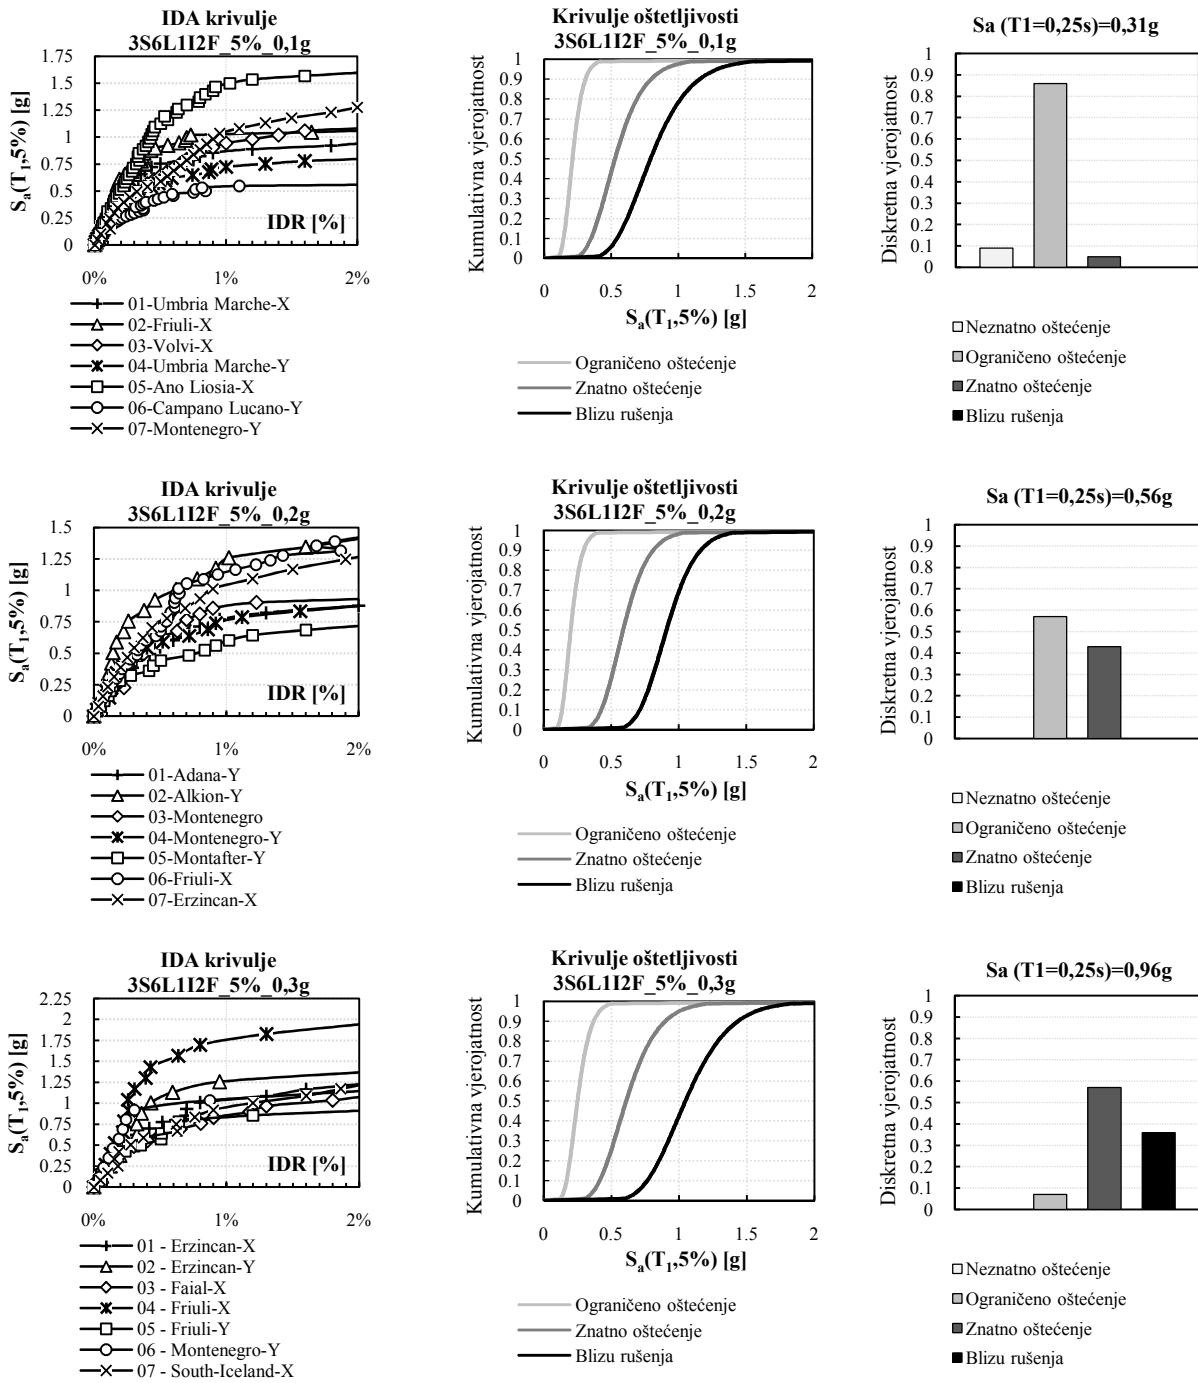 IDA krivulje
3S6L1I2F_5%_0,1g
Sa(T1,5%) [g]
1.75
1.5
1.25
1
0.75
0.5
0.25
0
IDR [%]
0%
1%
2%
01-Umbria Marche-X
02-Friuli-X
03-Volvi-X
04-Umbria Marche-Y
05-Ano Liosia-X
06-Campano Lucano-Y
07-Montenegro-Y
Krivulje oštetljivosti
3S6L1I2F_5%_0,1g
Kumulativna vjerojatnost
1
0.9
0.8
0.7
0.6
0.5
0.4
0.3
0.2
0.1
0
0
0.5
1
1.5
2
Sa(T1,5%) [g]
Ograničeno oštećenje
Znatno oštećenje
Blizu rušenja
Sa (T1=0,25s)=0,31g
Diskretna vjerojatnost
1
0.9
0.8
0.7
0.6
0.5
0.4
0.3
0.2
0.1
0
Neznatno oštećenje
Ograničeno oštećenje
Znatno oštećenje
Blizu rušenja
IDA krivulje
3S6L1I2F_5%_0,2g
Sa(T1,5%) [g]
1.5
1.25
1
0.75
0.5
0.25
0
IDR [%]
0%
1%
2%
01-Adana-Y
02-Alkion-Y
03-Montenegro
04-Montenegro-Y
05-Montafter-Y
06-Friuli-X
07-Erzincan-X
Krivulje oštetljivosti
3S6L1I2F_5%_0,2g
Kumulativna vjerojatnost
1
0.9
0.8
0.7
0.6
0.5
0.4
0.3
0.2
0.1
0
0
0.5
1
1.5
2
Sa(T1,5%) [g]
Ograničeno oštećenje
Znatno oštećenje
Blizu rušenja
Sa (T1=0,25s)=0,56g
Diskretna vjerojatnost
1
0.9
0.8
0.7
0.6
0.5
0.4
0.3
0.2
0.1
0
Neznatno oštećenje
Ograničeno oštećenje
Znatno oštećenje
Blizu rušenja
IDA krivulje
3S6L1I2F_5%_0,3g
Sa(T1,5%) [g]
2.25
2
1.75
1.5
1.25
1
0.75
0.5
0.25
0
IDR [%]
0%
1%
2%
01 - Erzincan-X
02 - Erzincan-Y
03 - Faial-X
04 - Friuli-X
05 - Friuli-Y
06 - Montenegro-Y
07 - South-Iceland-X
Krivulje oštetljivosti
3S6L1I2F_5%_0,3g
Kumulativna vjerojatnost
1
0.9
0.8
0.7
0.6
0.5
0.4
0.3
0.2
0.1
0
0
0.5
1
1.5
2
Sa(T1,5%) [g]
Ograničeno oštećenje
Znatno oštećenje
Blizu rušenja
Sa (T1=0,25s)=0,96g
Diskretna vjerojatnost
1
0.9
0.8
0.7
0.6
0.5
0.4
0.3
0.2
0.1
0
Neznatno oštećenje
Ograničeno oštećenje
Znatno oštećenje
Blizu rušenja